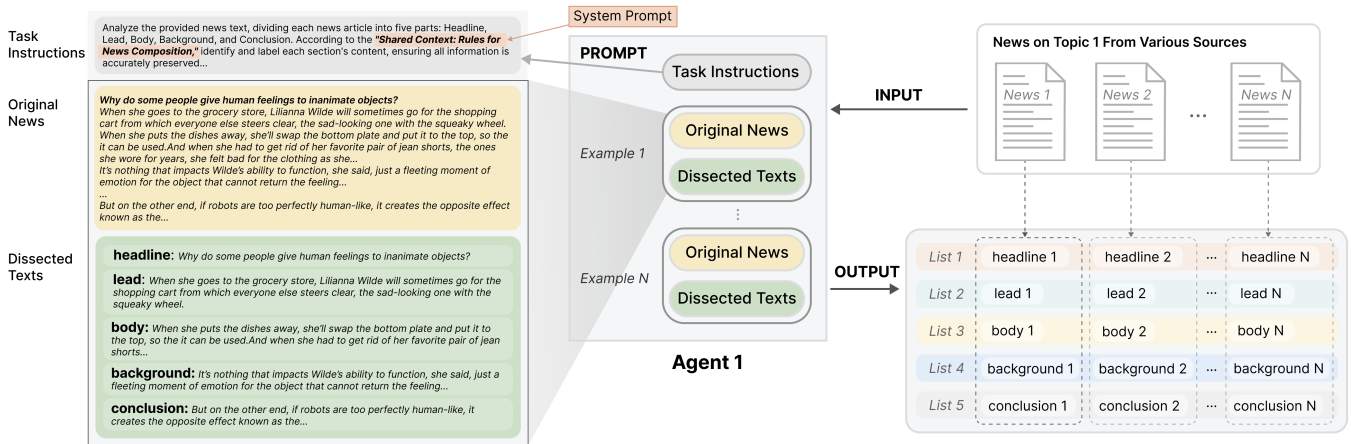 System Prompt
Task
Instructions
Analyze the provided news text, dividing each news article into five parts: Headline,
Lead, Body, Background, and Conclusion. According to the "Shared Context: Rules for
News Composition," identify and label each section's content, ensuring all information is
accurately preserved...
Original
News
Why do some people give human feelings to inanimate objects?
When she goes to the grocery store, Lilianna Wilde will sometimes go for the shopping
cart from which everyone else steers clear, the sad-looking one with the squeaky wheel.
When she puts the dishes away, she'll swap the bottom plate and put it to the top, so the
it can be used.And when she had to get rid of her favorite pair of jean shorts, the ones
she wore for years, she felt bad for the clothing as she...
It's nothing that impacts Wilde's ability to function, she said, just a fleeting moment of
emotion for the object that cannot return the feeling...
...
But on the other end, if robots are too perfectly human-like, it creates the opposite effect
known as the...
Dissected
Texts
headline: Why do some people give human feelings to inanimate objects?
lead: When she goes to the grocery store, Lilianna Wilde will sometimes go for the
shopping cart from which everyone else steers clear, the sad-looking one with the
squeaky wheel.
body: When she puts the dishes away, she'll swap the bottom plate and put it to
the top, so the it can be used.And when she had to get rid of her favorite pair of jean
shorts...
background: It's nothing that impacts Wilde's ability to function, she said, just a
fleeting moment of emotion for the object that cannot return the feeling...
conclusion: But on the other end, if robots are too perfectly human-like, it
creates the opposite effect known as the...
PROMPT
Task Instructions
Example 1
Original News
Dissected Texts
⋮
Example N
Original News
Dissected Texts
Agent 1
INPUT
OUTPUT
News on Topic 1 From Various Sources
News 1 News 2 ... News N
List 1 headline 1 headline 2 ... headline N
List 2 lead 1 lead 2 ... lead N
List 3 body 1 body 2 ... body N
List 4 background 1 background 2 ... background N
List 5 conclusion 1 conclusion 2 ... conclusion N